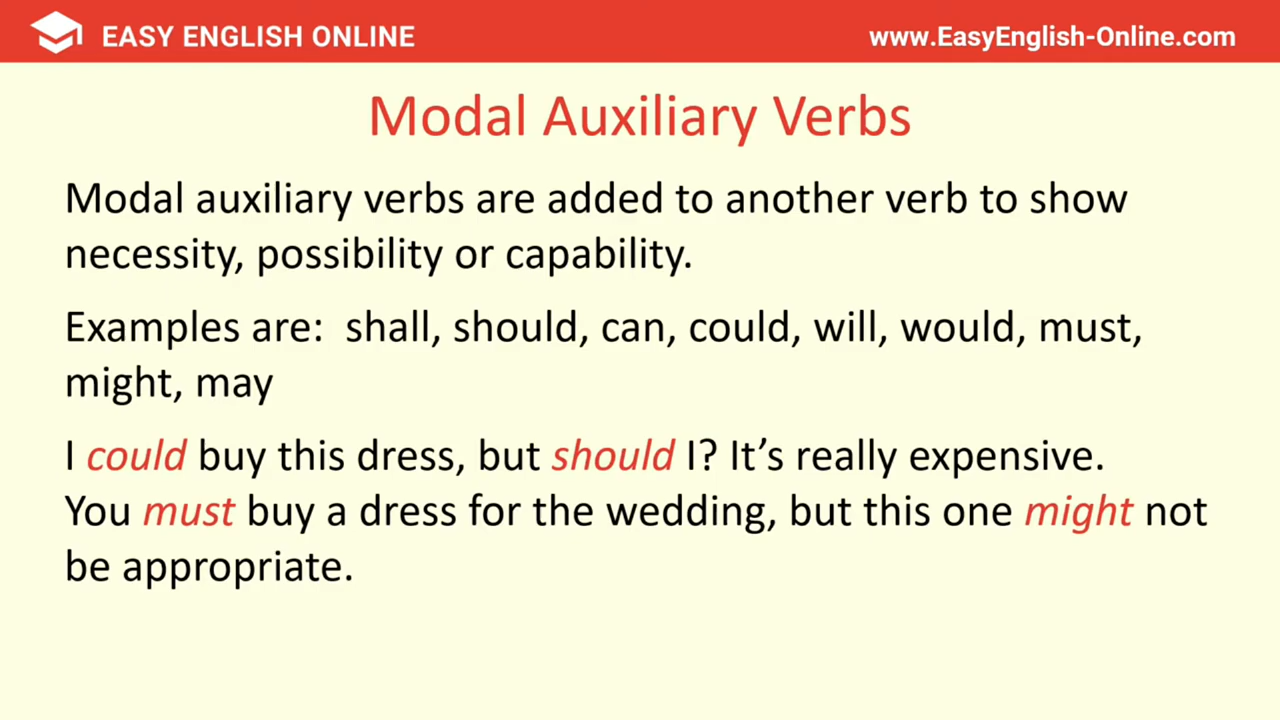 EASY ENGLISH ONLINE
www.EasyEnglish-Online.com
Modal Auxiliary Verbs
Modal auxiliary verbs are added to another verb to show
necessity, possibility or capability.
Examples are:  shall, should, can, could, will, would, must,
might, may
I could buy this dress, but should I? It’s really expensive.
You must buy a dress for the wedding, but this one might not
be appropriate.